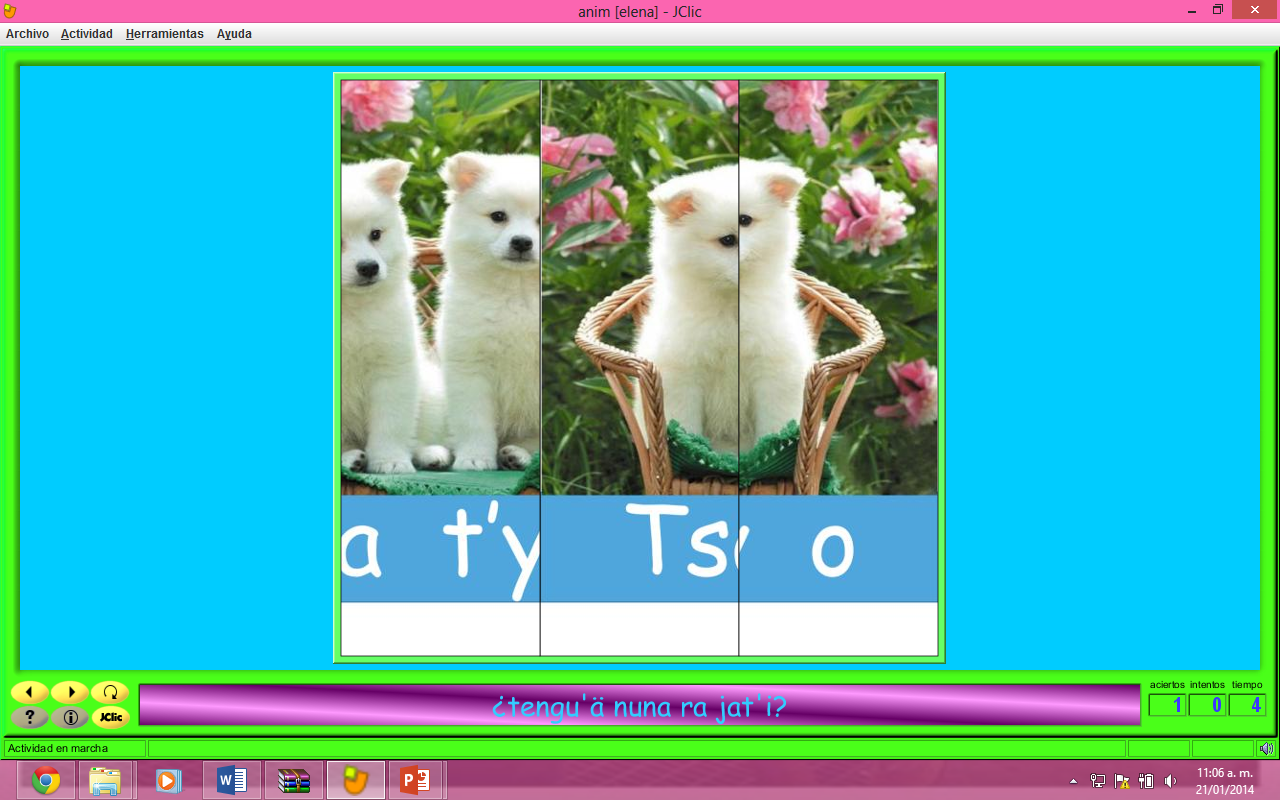 anim [elena] - JClic
Archivo Actividad Herramientas Ayuda
a t'y Ts o
¿tengu'ä nuna ra jat'i?
aciertos intentos tiempo
1 0 4
? i JClic
Actividad en marcha
W P
11:06 a. m.
21/01/2014